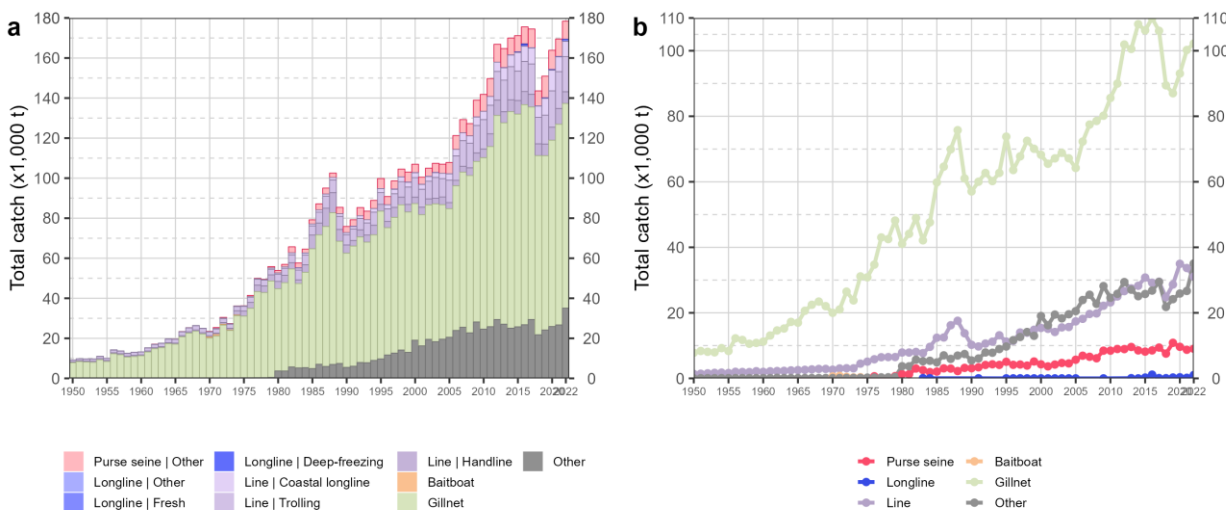 a
b
Total catch (x1,000 t)
180
160
140
120
100
80
60
40
20
0
180
160
140
120
100
80
60
40
20
0
1950 1955 1960 1965 1970 1975 1980 1985 1990 1995 2000 2005 2010 2015 2020 2022
Purse seine | Other
Longline | Other
Longline | Fresh
Longline | Deep-freezing
Line | Coastal longline
Line | Trolling
Line | Handline
Baitboat
Gillnet
Other
Total catch (x1,000 t)
110
100
80
60
40
20
0
110
100
80
60
40
20
0
1950 1955 1960 1965 1970 1975 1980 1985 1990 1995 2000 2005 2010 2015 2020 2022
Purse seine
Longline
Line
Baitboat
Gillnet
Other